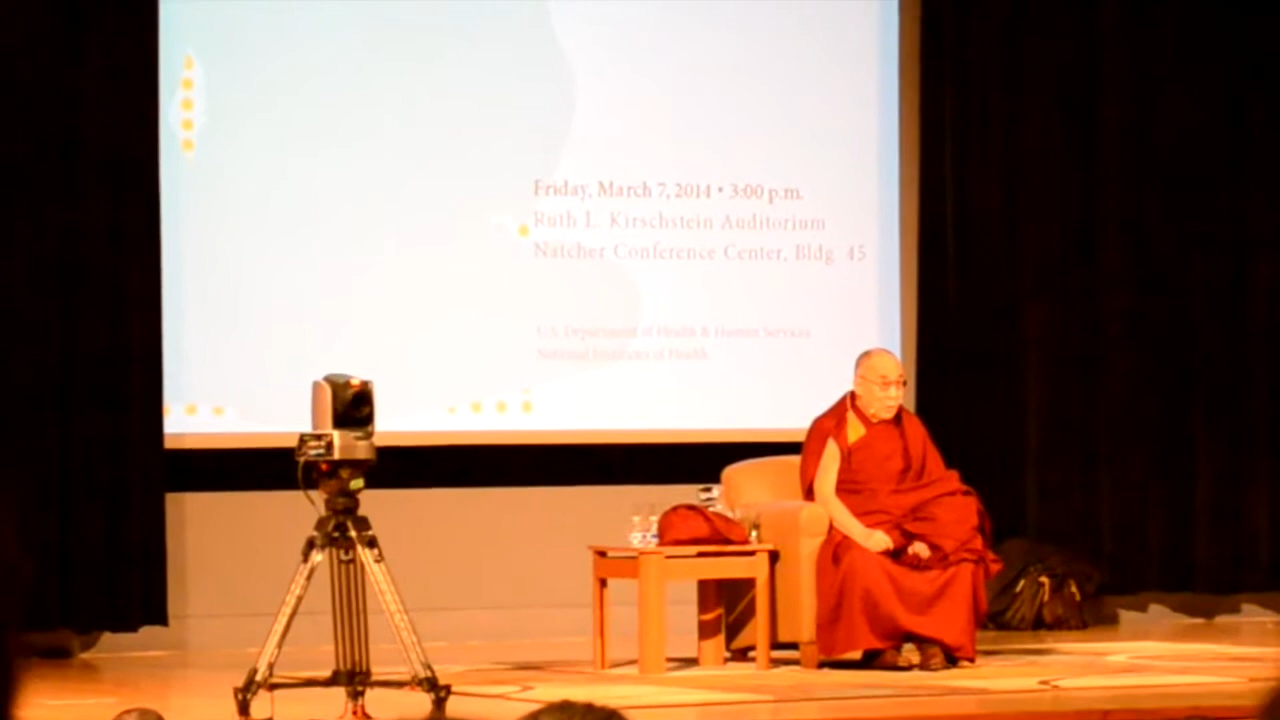 Friday, March 7, 2014 • 3:00 p.m.
Ruth L. Kirschstein Auditorium
Natcher Conference Center, Bldg. 45
U.S. Department of Health & Human Services
National Institutes of Health